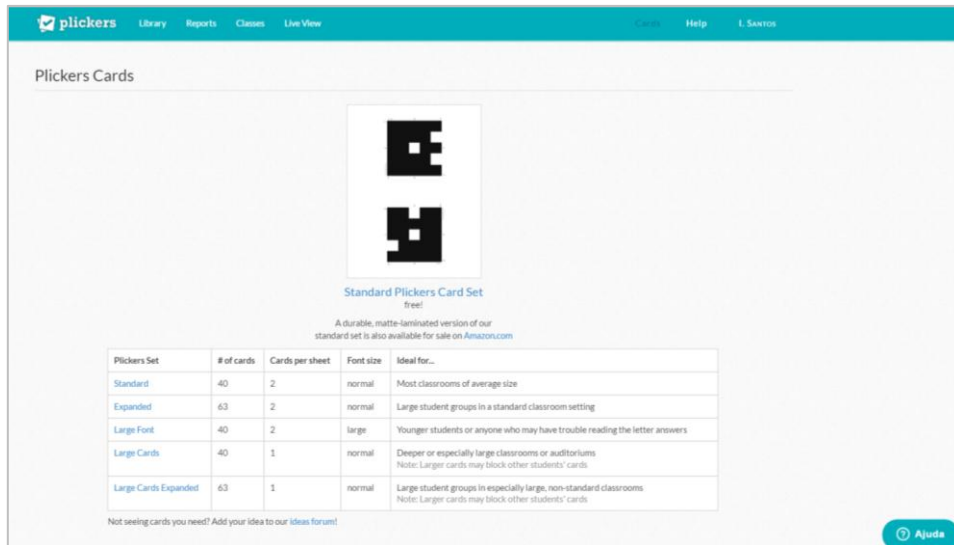 plickers Library Reports Classes Live View Cards Help I. SANTOS
Plickers Cards
Standard Plickers Card Set
free!
A durable, matte-laminated version of our
standard set is also available for sale on Amazon.com
Plickers Set # of cards Cards per sheet Font size Ideal for...
Standard 40 2 normal Most classrooms of average size
Expanded 63 2 normal Large student groups in a standard classroom setting
Large Font 40 2 large Younger students or anyone who may have trouble reading the letter answers
Large Cards 40 1 normal Deeper or especially large classrooms or auditoriums
Note: Larger cards may block other students' cards
Large Cards Expanded 63 1 normal Large student groups in especially large, non-standard classrooms
Note: Larger cards may block other students' cards
Not seeing cards you need? Add your idea to our ideas forum!
Ajuda